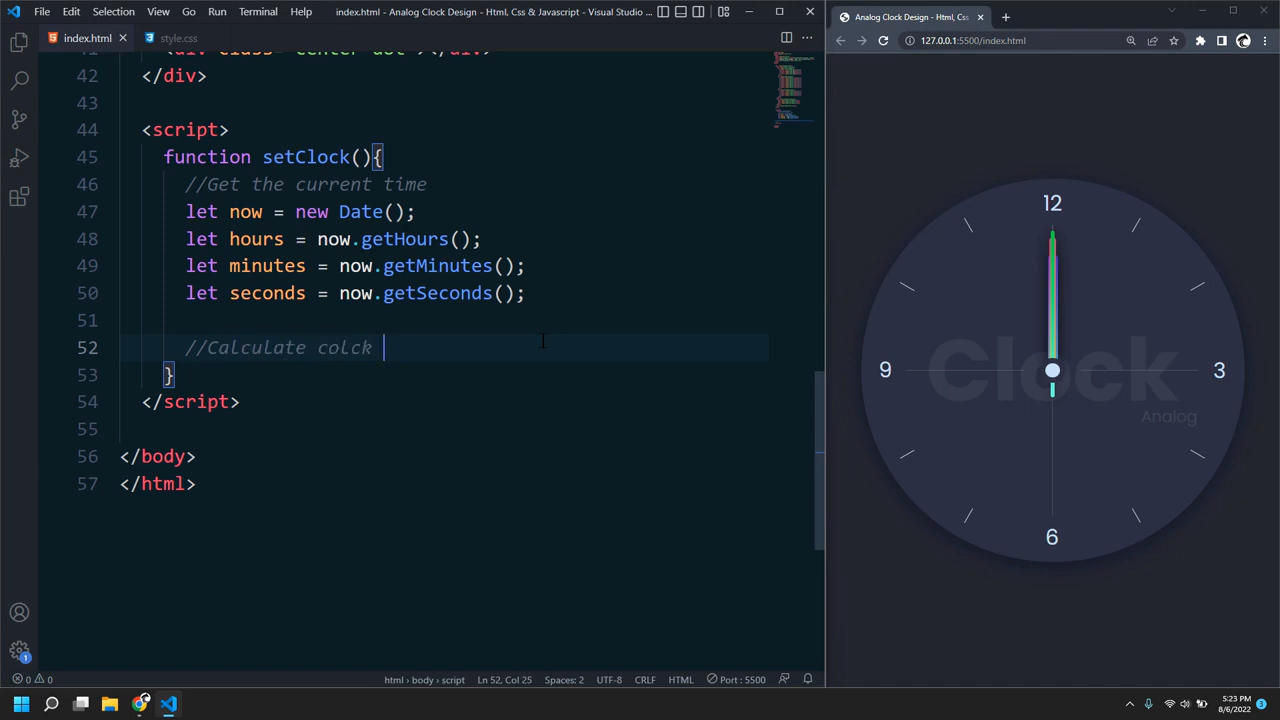 File Edit Selection View Go Run Terminal Help index.html - Analog Clock Design - Html, Css & Javascript - Visual Studio ...
index.html
style.css
Analog Clock Design - Html, Css
127.0.0.1:5500/index.html
42 </div>
43
44 <script>
45 function setClock(){
46 //Get the current time
47 let now = new Date();
48 let hours = now.getHours();
49 let minutes = now.getMinutes();
50 let seconds = now.getSeconds();
51
52 //Calculate colck
53 }
54 </script>
55
56 </body>
57 </html>
12
9
3
6
Clock
Analog
1
0 0
html > body > script
Ln 52, Col 25 Spaces: 2 UTF-8 CRLF HTML Port : 5500
5:23 PM
8/6/2022
3